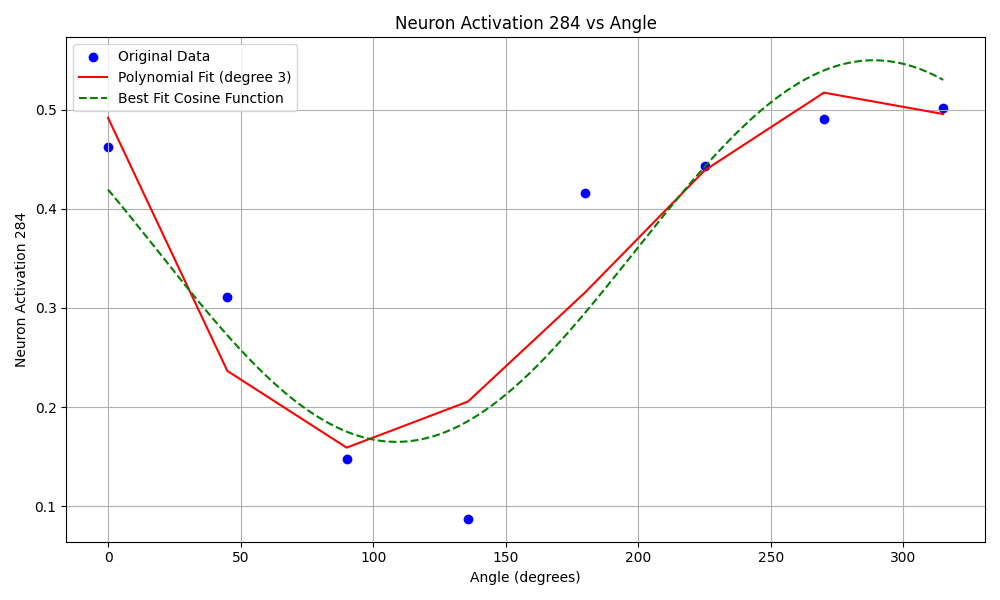 Neuron Activation 284 vs Angle
Original Data
Polynomial Fit (degree 3)
Best Fit Cosine Function
Neuron Activation 284
0.5
0.4
0.3
0.2
0.1
0 50 100 150 200 250 300
Angle (degrees)